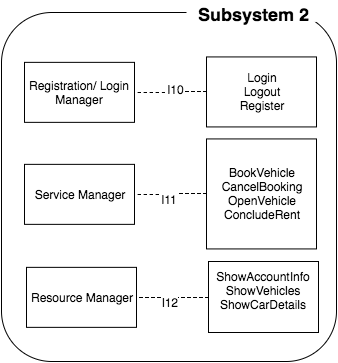 Subsystem 2
Registration/ Login
Manager
I10
Login
Logout
Register
Service Manager
I11
BookVehicle
CancelBooking
OpenVehicle
ConcludeRent
Resource Manager
I12
ShowAccountInfo
ShowVehicles
ShowCarDetails